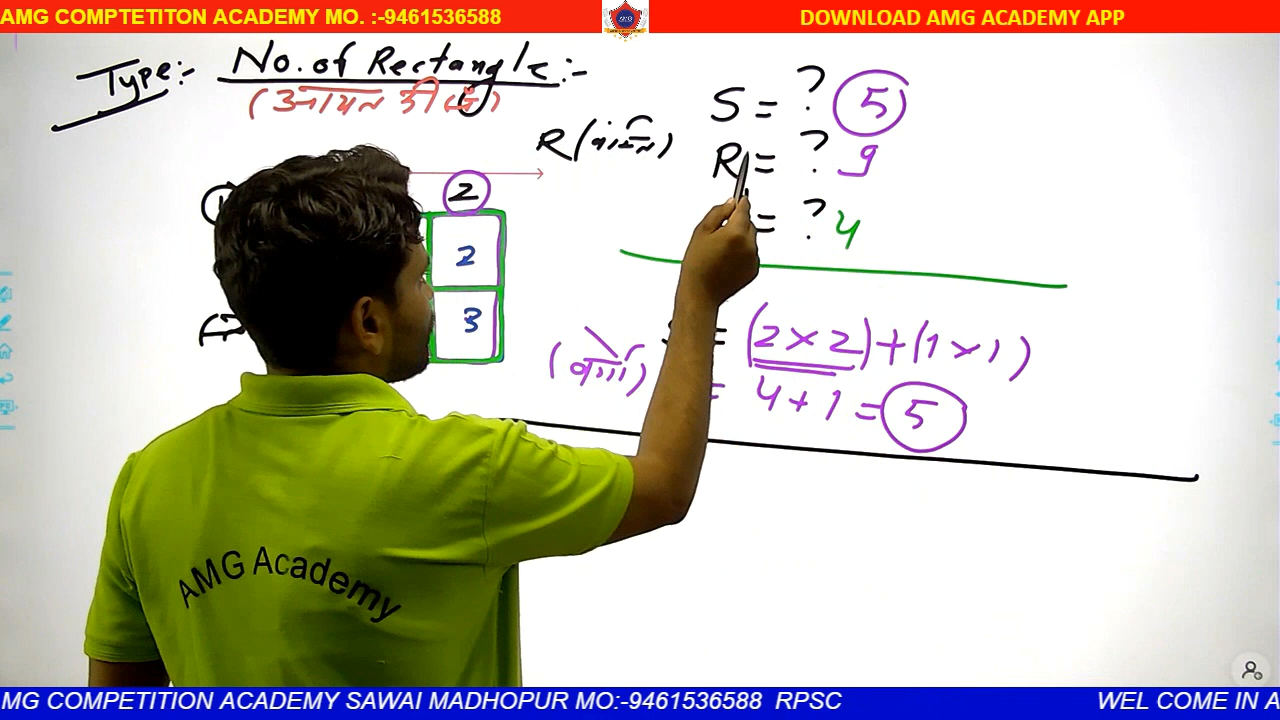 AMG COMPTETITON ACADEMY MO. :-9461536588
DOWNLOAD AMG ACADEMY APP
Type:- No. of Rectangle:-
(आयत की सं)
S = ? 5
R = ? 9
= ? 4
R
2
2
3
= (2 × 2) + (1 × 1)
(वर्ग)
= 4 + 1 = 5
AMG Academy
MG COMPETITION ACADEMY SAWAI MADHOPUR MO:-9461536588 RPSC
WEL COME IN A